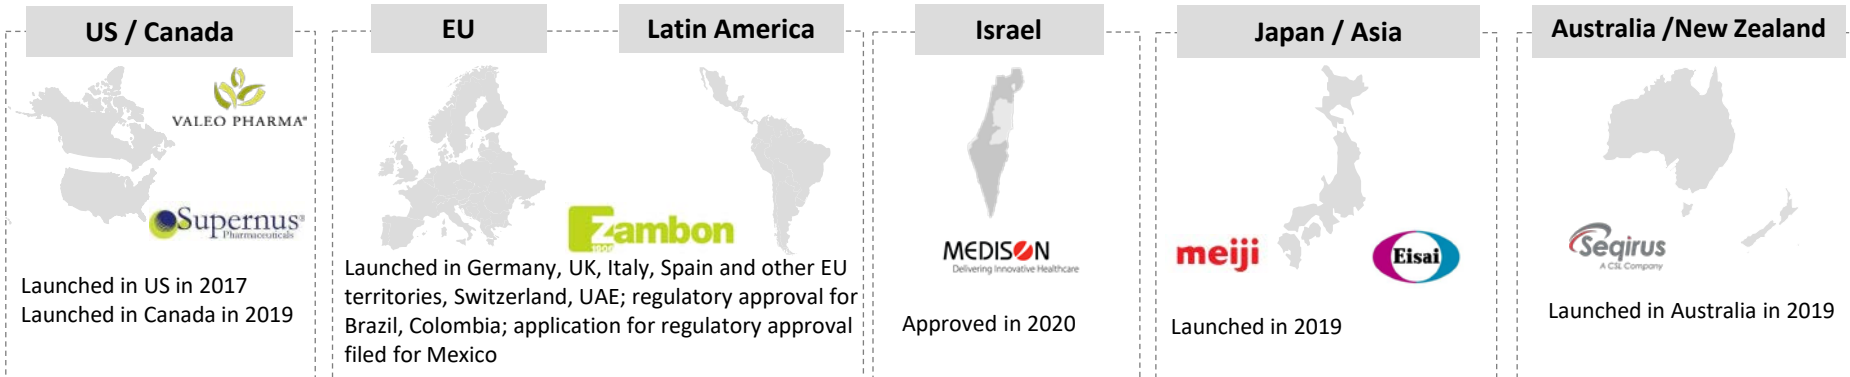 US / Canada
VALEO PHARMA
Supernus®
Pharmaceuticals
Launched in US in 2017
Launched in Canada in 2019
EU
Latin America
Zambon
1906
Launched in Germany, UK, Italy, Spain and other EU
territories, Switzerland, UAE; regulatory approval for
Brazil, Colombia; application for regulatory approval
filed for Mexico
Israel
MEDISON
Delivering Innovative Healthcare
Approved in 2020
Japan / Asia
meiji
Eisai
Launched in 2019
Australia /New Zealand
Seqirus
A CSL Company
Launched in Australia in 2019